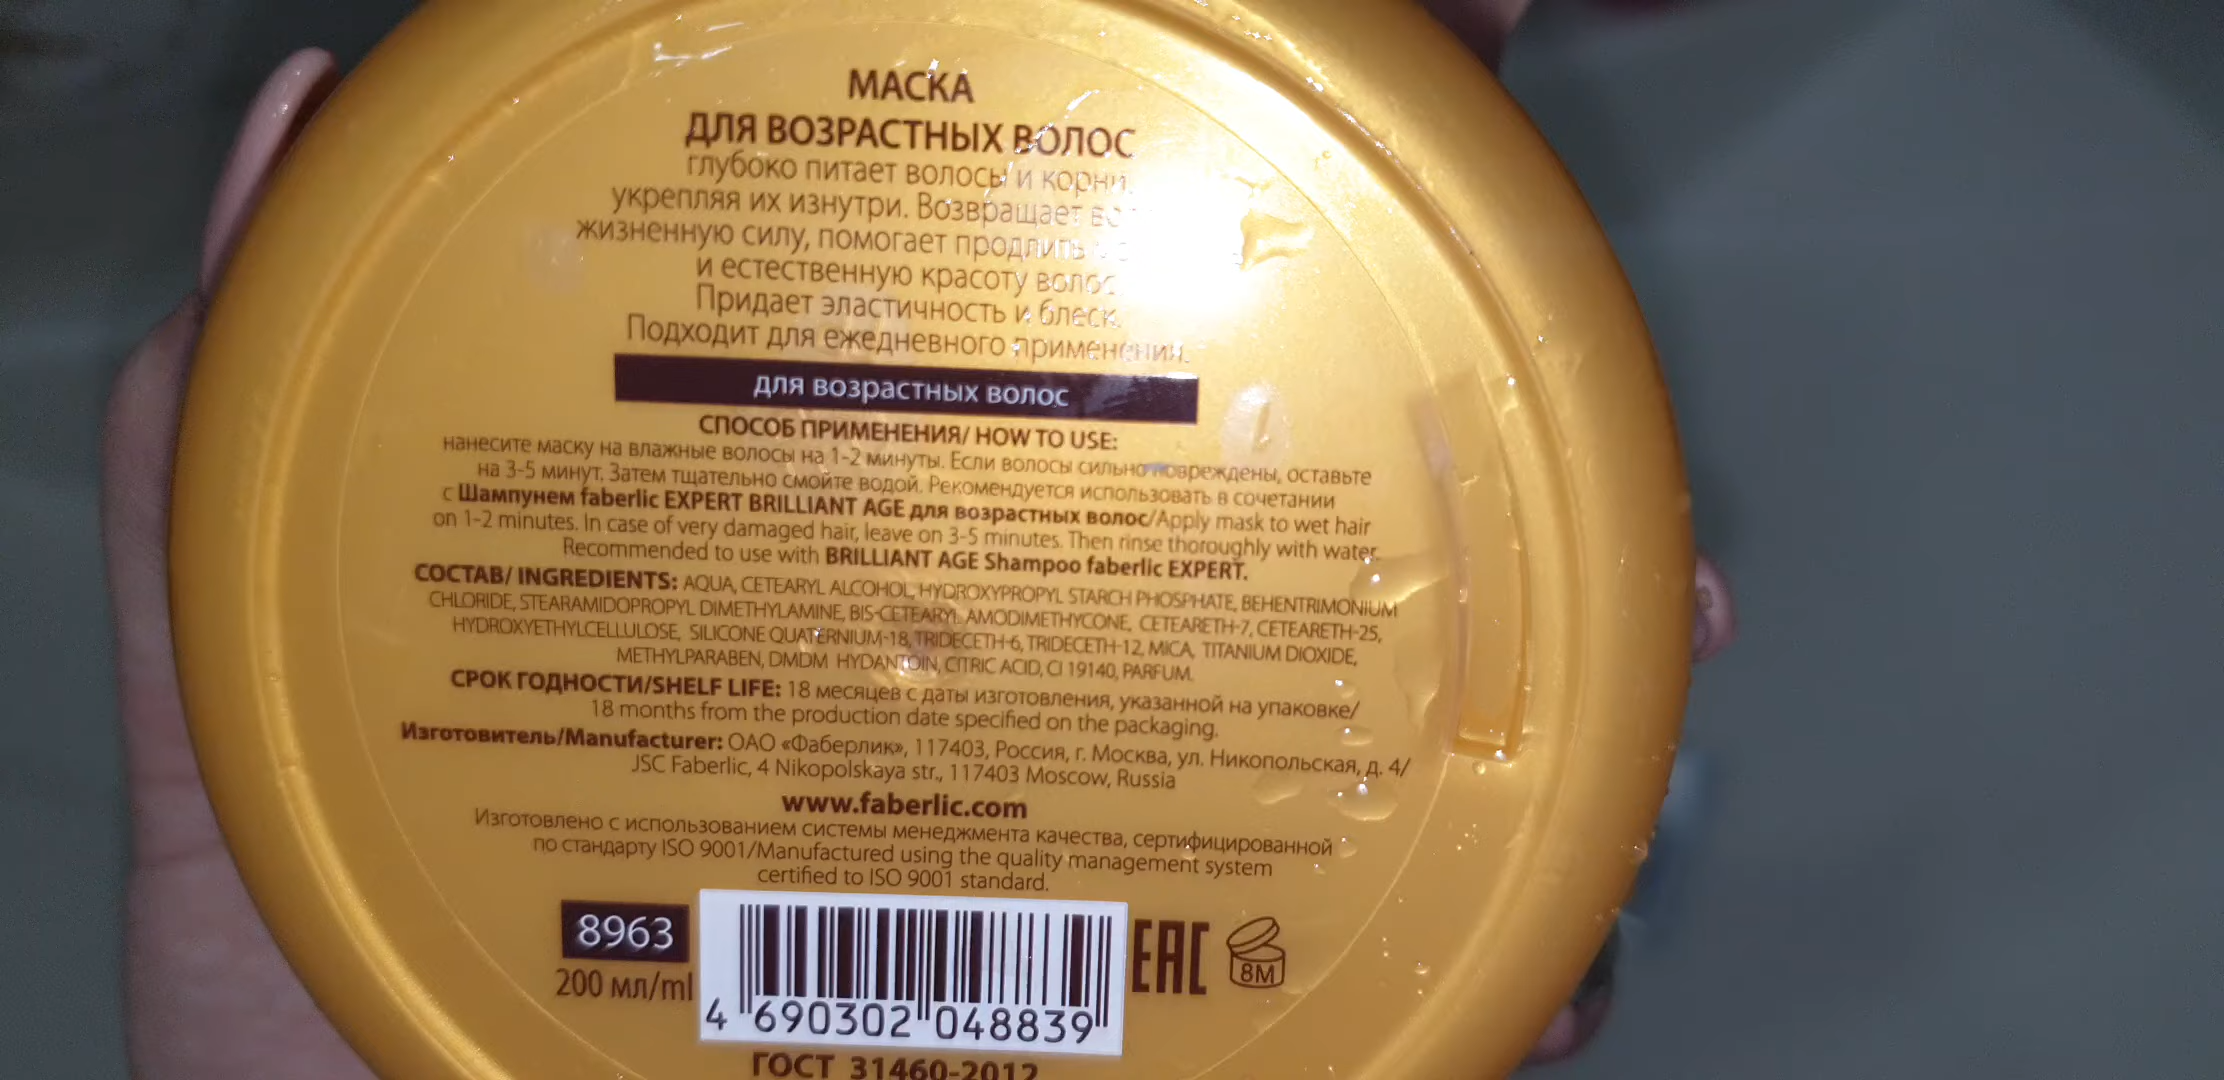 МАСКА
ДЛЯ ВОЗРАСТНЫХ ВОЛОС
глубоко питает волосы и корни,
укрепляя их изнутри. Возвращает
жизненную силу, помогает продлить
и естественную красоту волос.
Придает эластичность и блеск.
Подходит для ежедневного применения.
для возрастных волос
СПОСОБ ПРИМЕНЕНИЯ/ HOW TO USE:
нанесите маску на влажные волосы на 1-2 минуты. Если волосы сильно повреждены, оставьте
на 3-5 минут. Затем тщательно смойте водой. Рекомендуется использовать в сочетании
с Шампунем faberlic EXPERT BRILLIANT AGE для возрастных волос/Apply mask to wet hair
on 1-2 minutes. In case of very damaged hair, leave on 3-5 minutes. Then rinse thoroughly with water.
Recommended to use with BRILLIANT AGE Shampoo faberlic EXPERT.
СОСТАВ/ INGREDIENTS: AQUA, CETEARYL ALCOHOL, HYDROXYPROPYL STARCH PHOSPHATE, BEHENTRIMONIUM
CHLORIDE, STEARAMIDOPROPYL DIMETHYLAMINE, BIS-CETEARYL AMODIMETHYCONE, CETEARETH-7, CETEARETH-25,
HYDROXYETHYLCELLULOSE, SILICONE QUATERNIUM-18, TRIDECETH-6, TRIDECETH-12, MICA, TITANIUM DIOXIDE,
METHYLPARABEN, DMDM HYDANTOIN, CITRIC ACID, CI 19140, PARFUM.
СРОК ГОДНОСТИ/SHELF LIFE: 18 месяцев с даты изготовления, указанной на упаковке/
18 months from the production date specified on the packaging.
Изготовитель/Manufacturer: ОАО «Фаберлик», 117403, Россия, г. Москва, ул. Никопольская, д. 4/
JSC Faberlic, 4 Nikopolskaya str., 117403 Moscow, Russia
www.faberlic.com
Изготовлено с использованием системы менеджмента качества, сертифицированной
по стандарту ISO 9001/Manufactured using the quality management system
certified to ISO 9001 standard.
8963
200 мл/ml
4 690302 048839
EAC
8M
ГОСТ 31460-2012